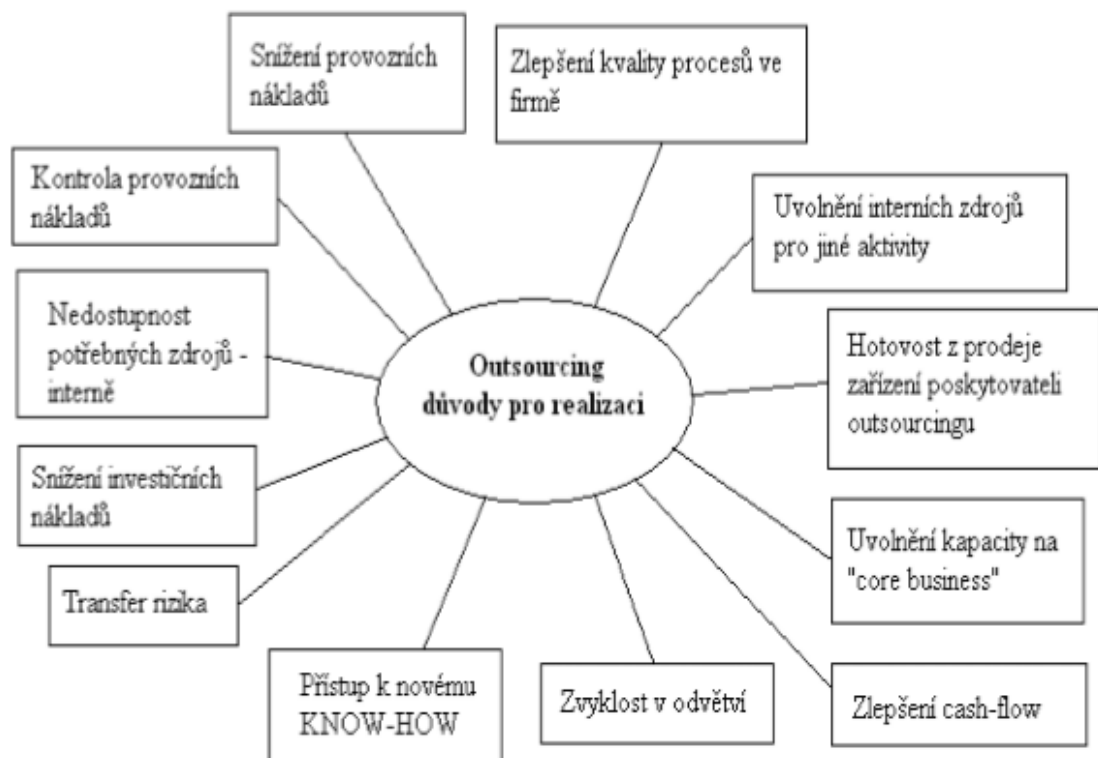 Snížení provozních
nákladů
Zlepšení kvality procesů ve
firmě
Kontrola provozních
nákladů
Uvolnění interních zdrojů
pro jiné aktivity
Nedostupnost
potřebných zdrojů -
interně
Outsourcing
důvody pro realizaci
Hotovost z prodeje
zařízení poskytovateli
outsourcingu
Snížení investičních
nákladů
Uvolnění kapacity na
"core business"
Transfer rizika
Přístup k novému
KNOW-HOW
Zvyklost v odvětví
Zlepšení cash-flow